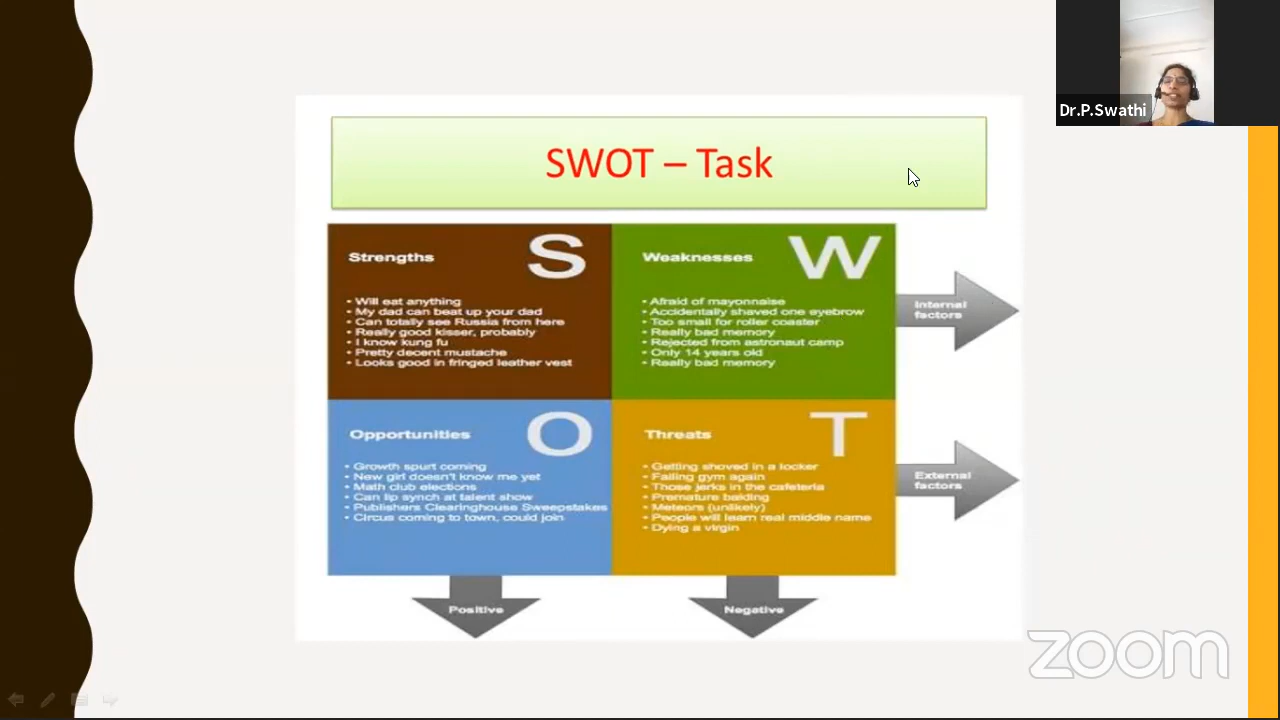 Dr.P.Swathi
SWOT – Task
Strengths
S
• Will eat anything
• My dad can beat up your dad
• Can totally see Russia from here
• Really good kisser, probably
• I know kung fu
• Pretty decent mustache
• Looks good in fringed leather vest
Weaknesses
W
• Afraid of mayonnaise
• Accidentally shaved one eyebrow
• Too small for roller coaster
• Really bad memory
• Rejected from astronaut camp
• Only 14 years old
• Really bad memory
Internal
factors
Opportunities
O
• Growth spurt coming
• New girl doesn't know me yet
• Math club elections
• Can lip synch at talent show
• Publishers Clearinghouse Sweepstakes
• Circus coming to town, could join
Threats
T
• Getting shoved in a locker
• Failing gym again
• Those jerks in the cafeteria
• Premature balding
• Meteors (unlikely)
• People will learn real middle name
• Dying a virgin
External
factors
Positive
Negative
zoom